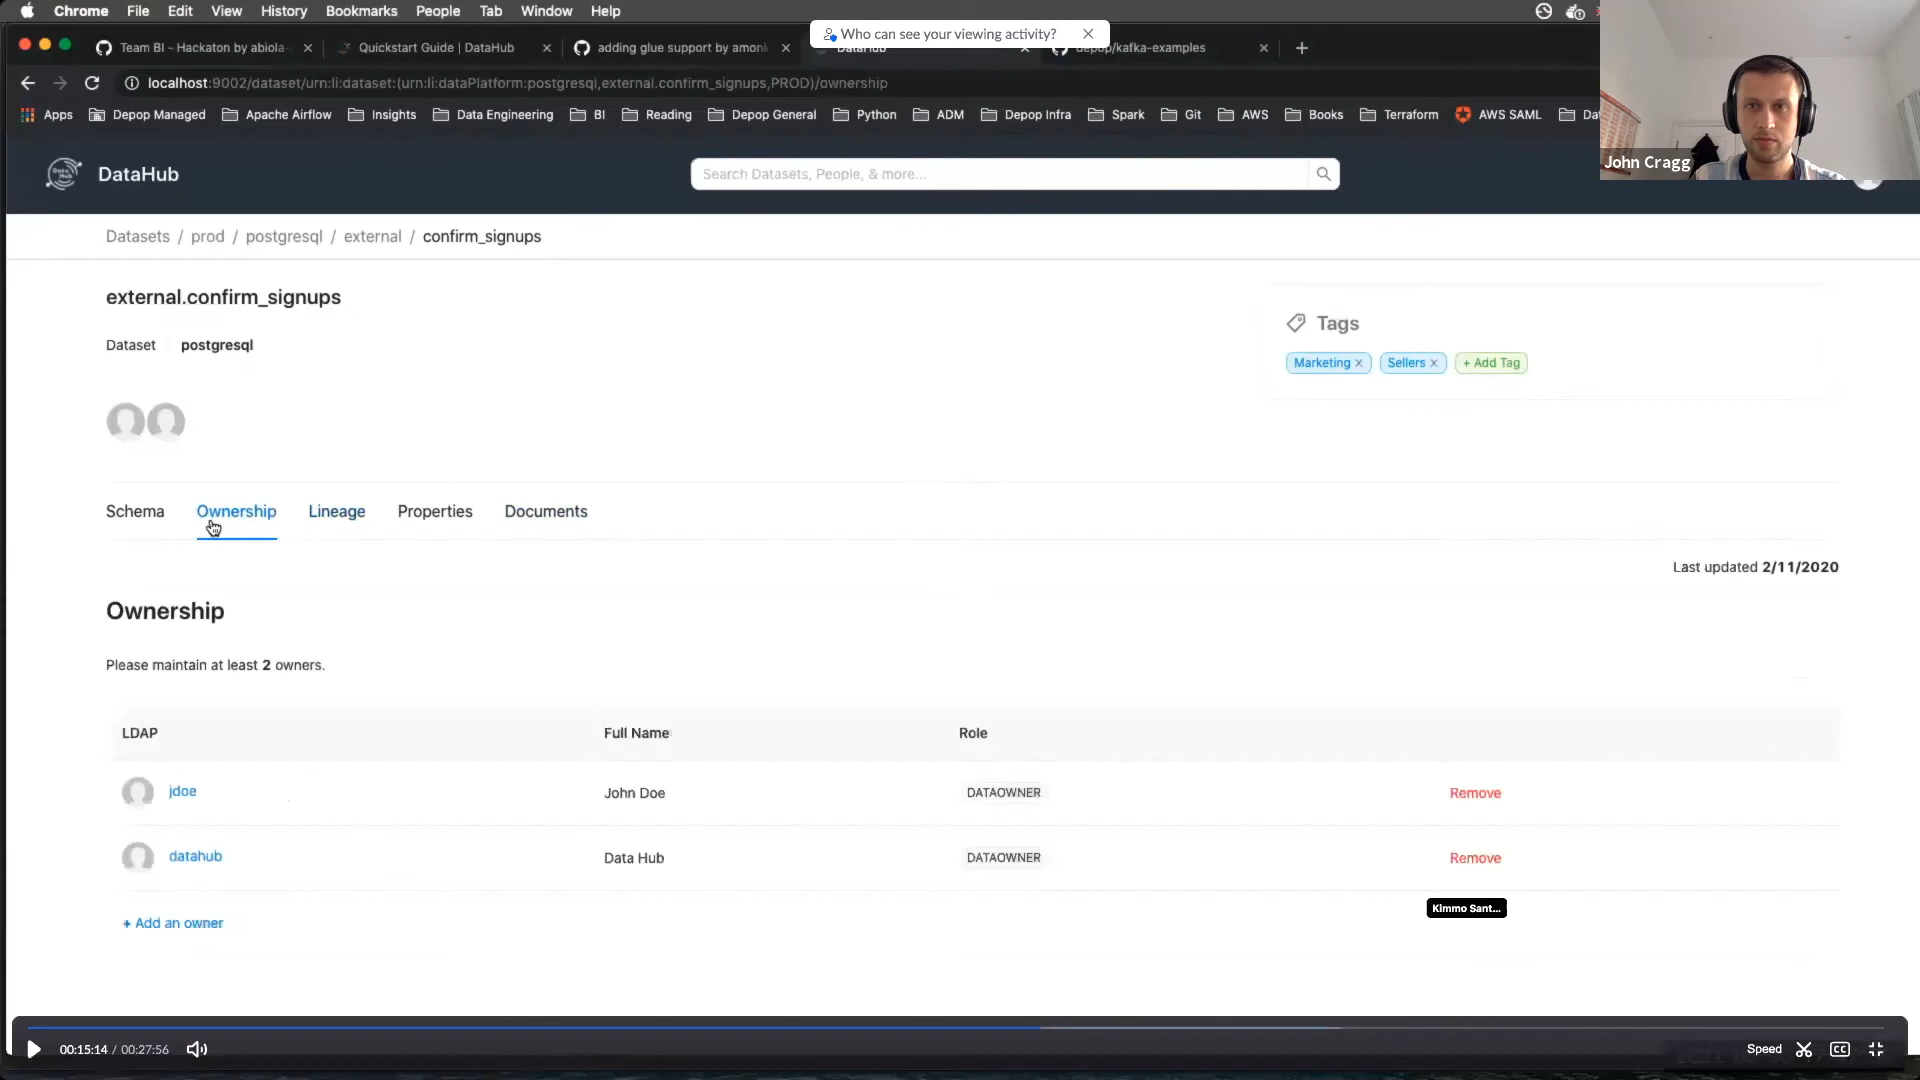 Chrome File Edit View History Bookmarks People Tab Window Help
Who can see your viewing activity?
Team BI - Hackaton by abiola-
Quickstart Guide | DataHub
adding glue support by amonk
DataHub
depop/kafka-examples
localhost:9002/dataset/urn:li:dataset:(urn:li:dataPlatform:postgresql,external.confirm_signups,PROD)/ownership
Apps Depop Managed Apache Airflow Insights Data Engineering BI Reading Depop General Python ADM Depop Infra Spark Git AWS Books Terraform AWS SAML
John Cragg
DataHub
Search Datasets, People, & more...
Datasets / prod / postgresql / external / confirm_signups
external.confirm_signups
Tags
Dataset postgresql
Marketing Sellers + Add Tag
Schema Ownership Lineage Properties Documents
Last updated 2/11/2020
Ownership
Please maintain at least 2 owners.
LDAP Full Name Role
jdoe John Doe DATAOWNER Remove
datahub Data Hub DATAOWNER Remove
Kimmo Sant...
+ Add an owner
00:15:14 / 00:27:56
Speed CC